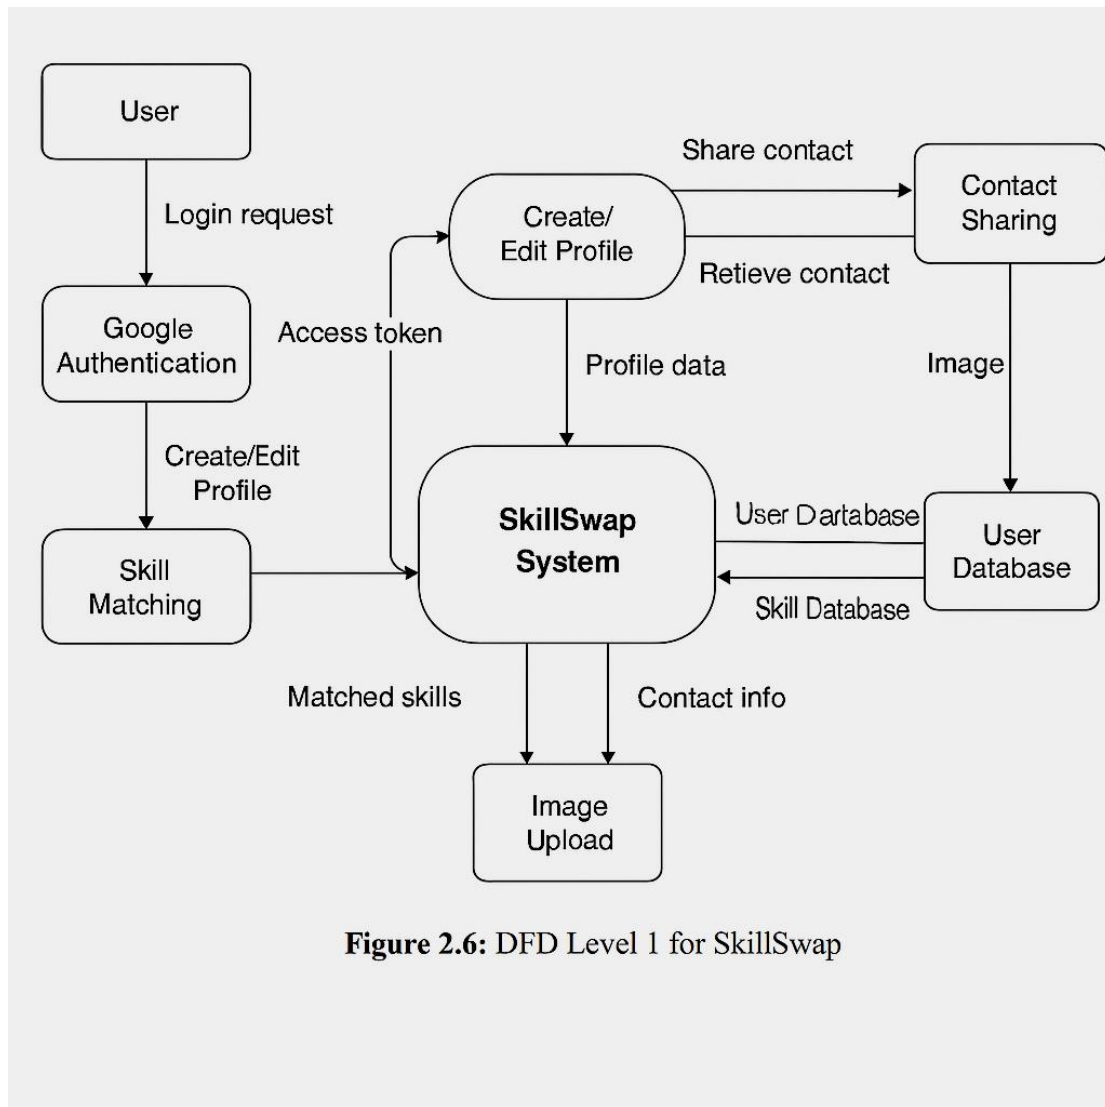 User
Login request
Google
Authentication
Create/Edit
Profile
Skill
Matching
Access token
Create/
Edit Profile
Share contact
Retieve contact
Contact
Sharing
Profile data
Image
SkillSwap
System
User Dartabase
Skill Database
User
Database
Matched skills
Contact info
Image
Upload
Figure 2.6: DFD Level 1 for SkillSwap